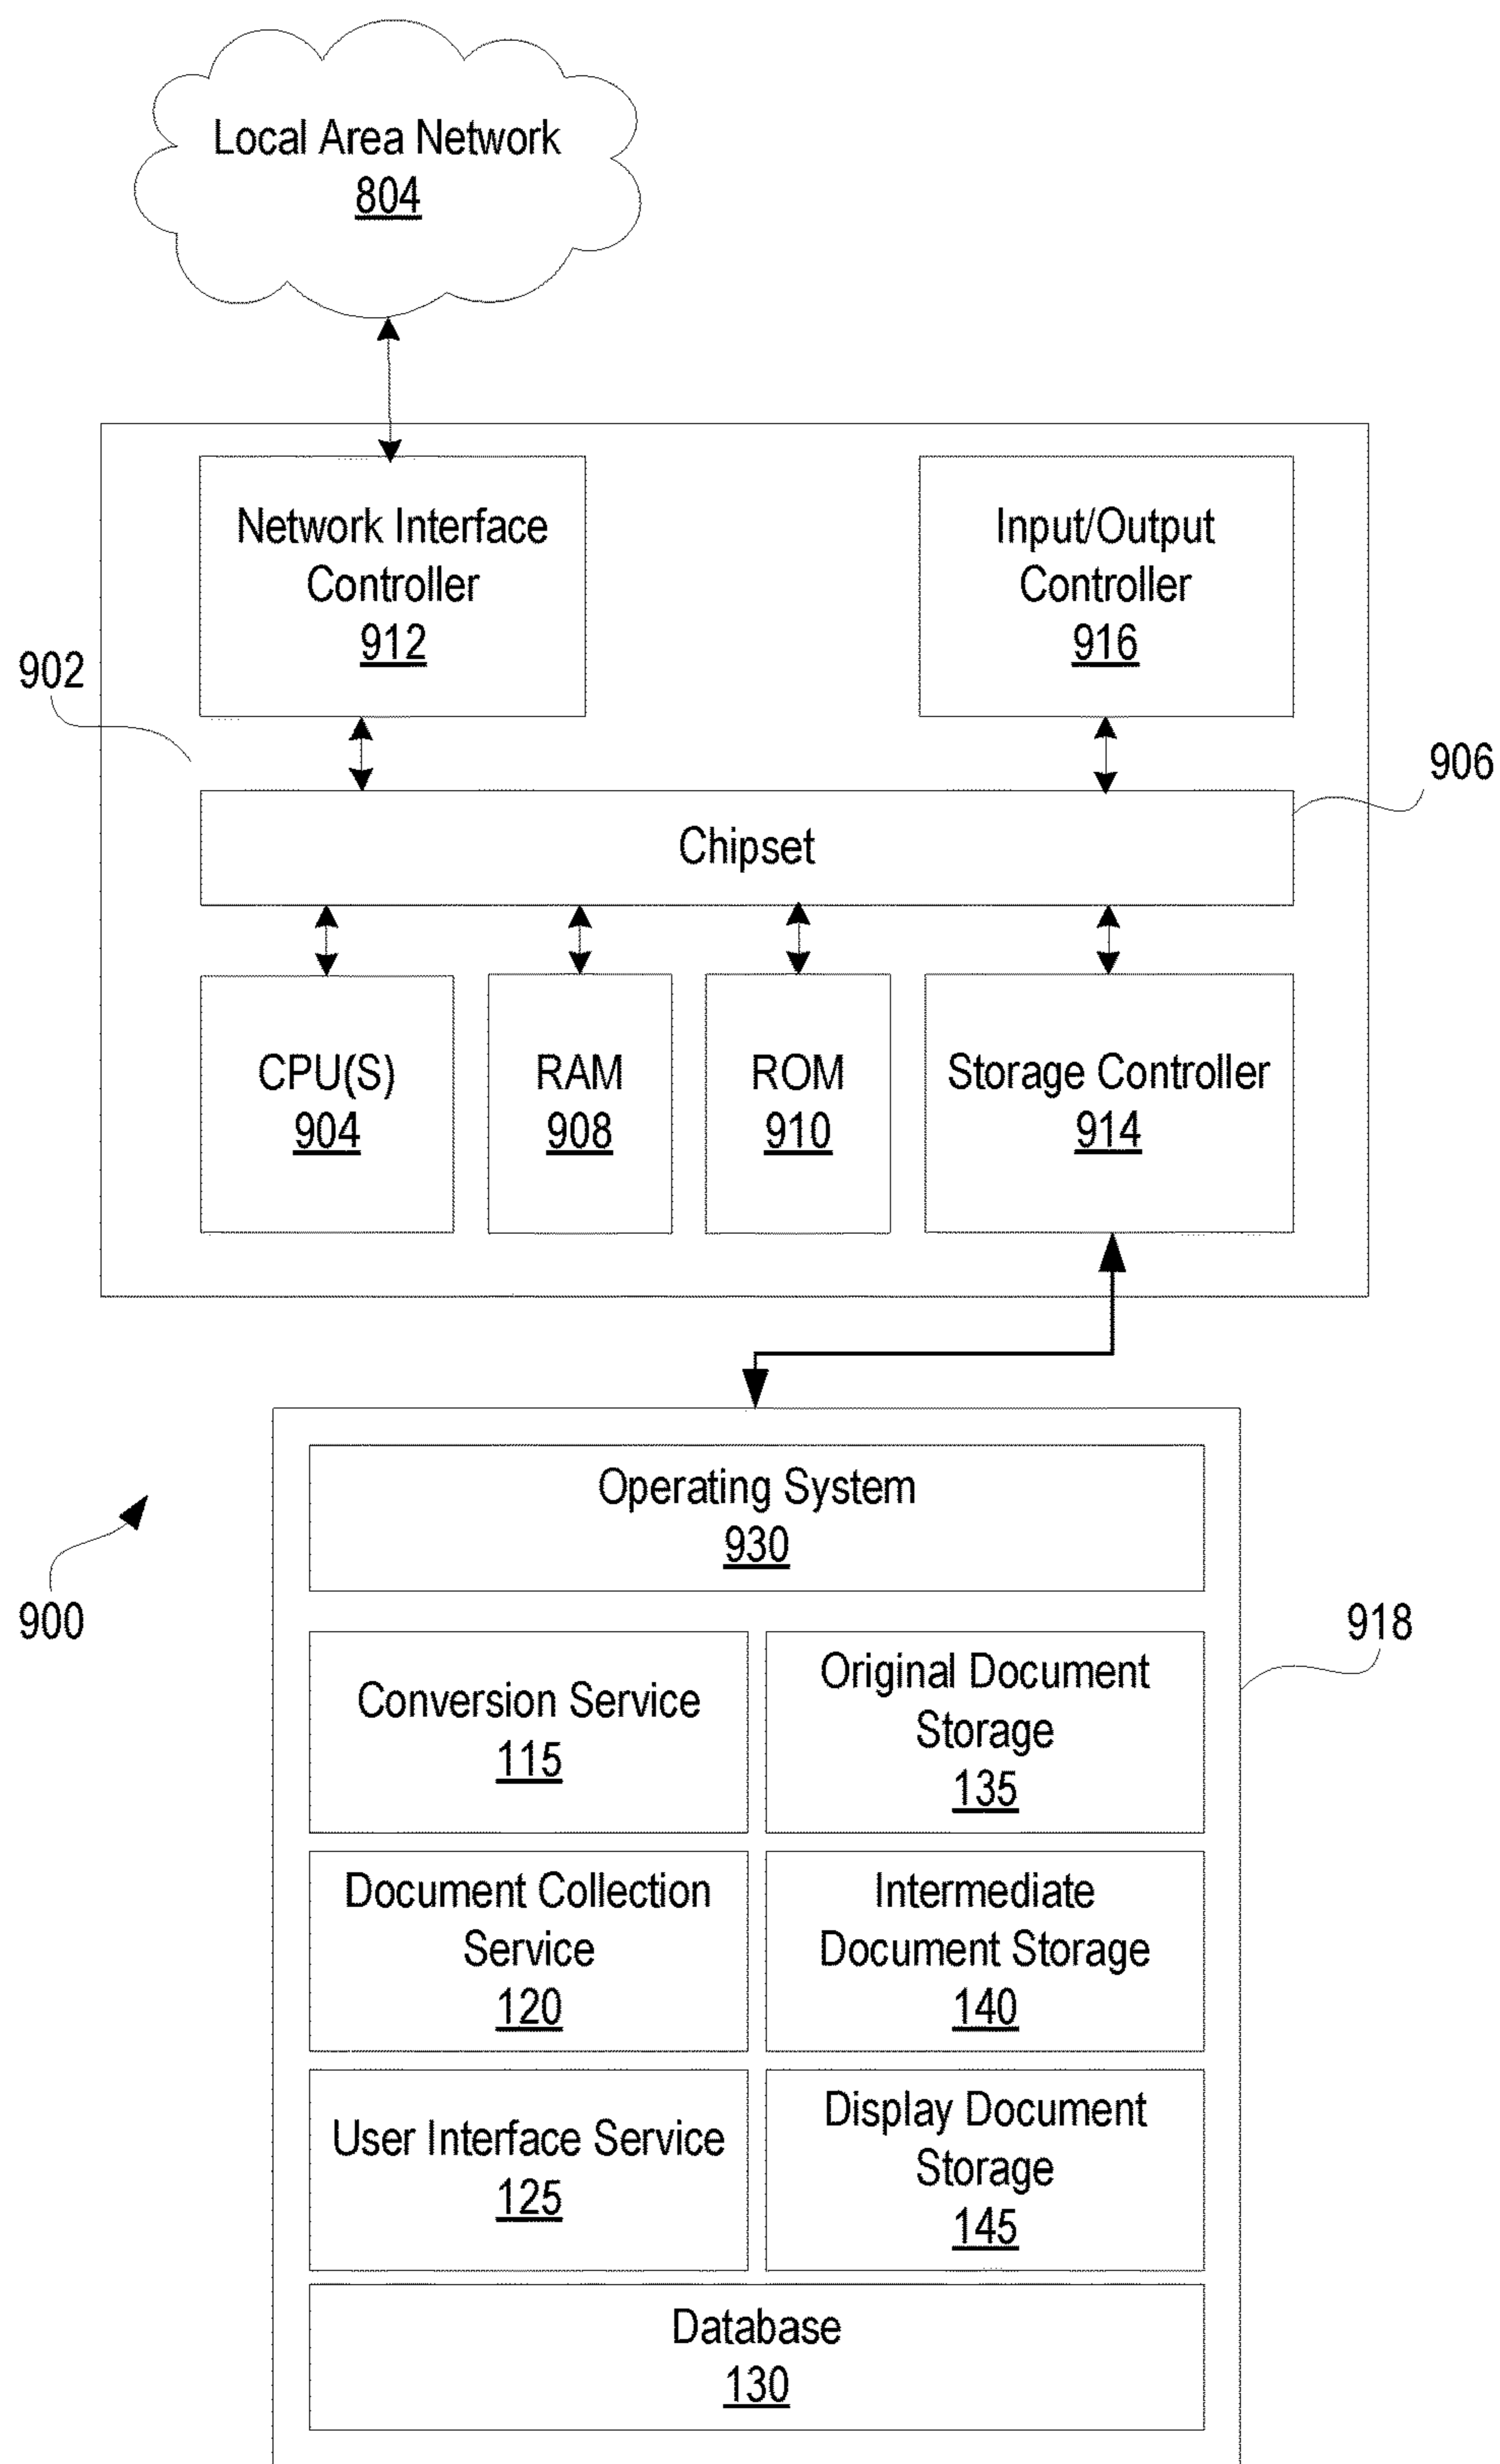 Local Area Network
804
Network Interface
Controller
912
Input/Output
Controller
916
902
906
Chipset
CPU(S)
904
RAM
908
ROM
910
Storage Controller
914
Operating System
930
900
918
Conversion Service
115
Original Document
Storage
135
Document Collection
Service
120
Intermediate
Document Storage
140
User Interface Service
125
Display Document
Storage
145
Database
130